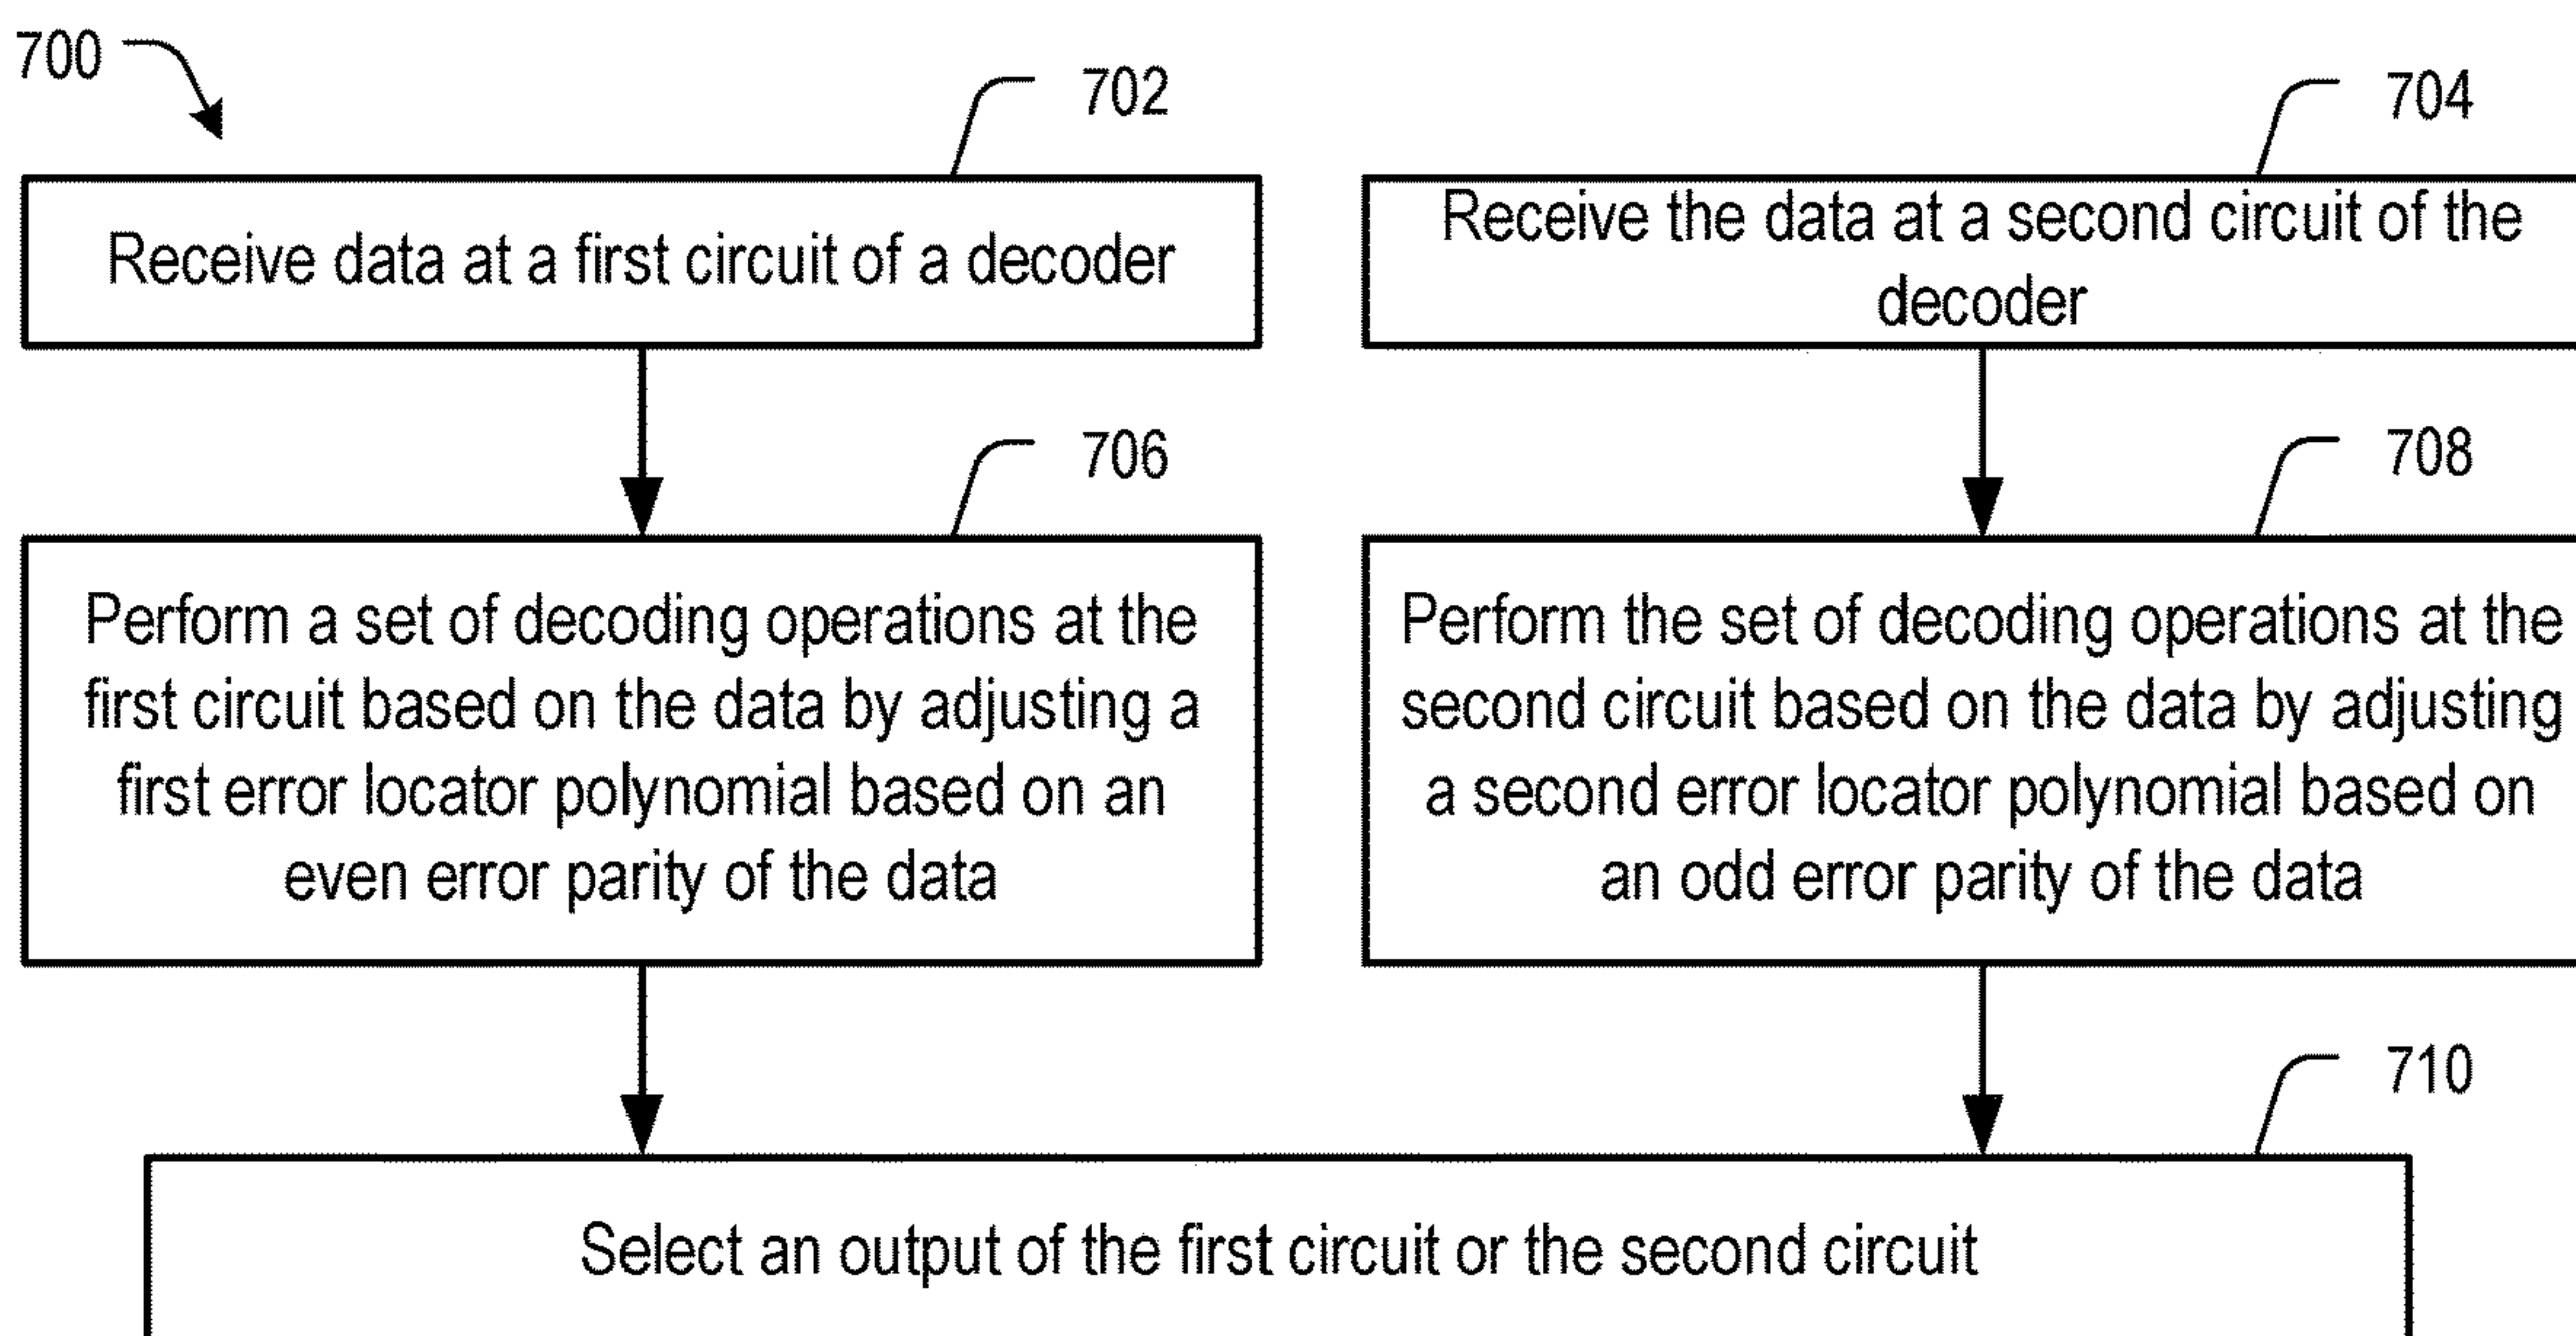 700
702
Receive data at a first circuit of a decoder
704
Receive the data at a second circuit of the
decoder
706
Perform a set of decoding operations at the
first circuit based on the data by adjusting a
first error locator polynomial based on an
even error parity of the data
708
Perform the set of decoding operations at the
second circuit based on the data by adjusting
a second error locator polynomial based on
an odd error parity of the data
710
Select an output of the first circuit or the second circuit